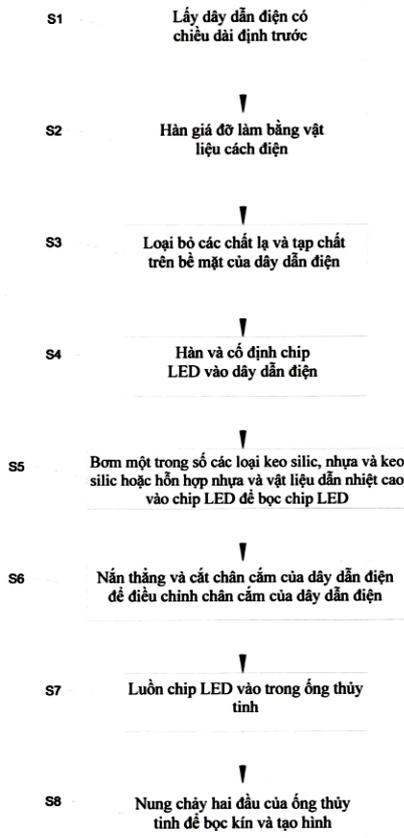 S1 Lấy dây dẫn điện có
chiều dài định trước
S2 Hàn giá đỡ làm bằng vật
liệu cách điện
S3 Loại bỏ các chất lạ và tạp chất
trên bề mặt của dây dẫn điện
S4 Hàn và cố định chip
LED vào dây dẫn điện
S5 Bơm một trong số các loại keo silic, nhựa và keo
silic hoặc hỗn hợp nhựa và vật liệu dẫn nhiệt cao
vào chip LED để bọc chip LED
S6 Nắn thẳng và cắt chân cắm của dây dẫn điện
để điều chỉnh chân cắm của dây dẫn điện
S7 Luồn chip LED vào trong ống thủy
tinh
S8 Nung chảy hai đầu của ống thủy
tinh để bọc kín và tạo hình